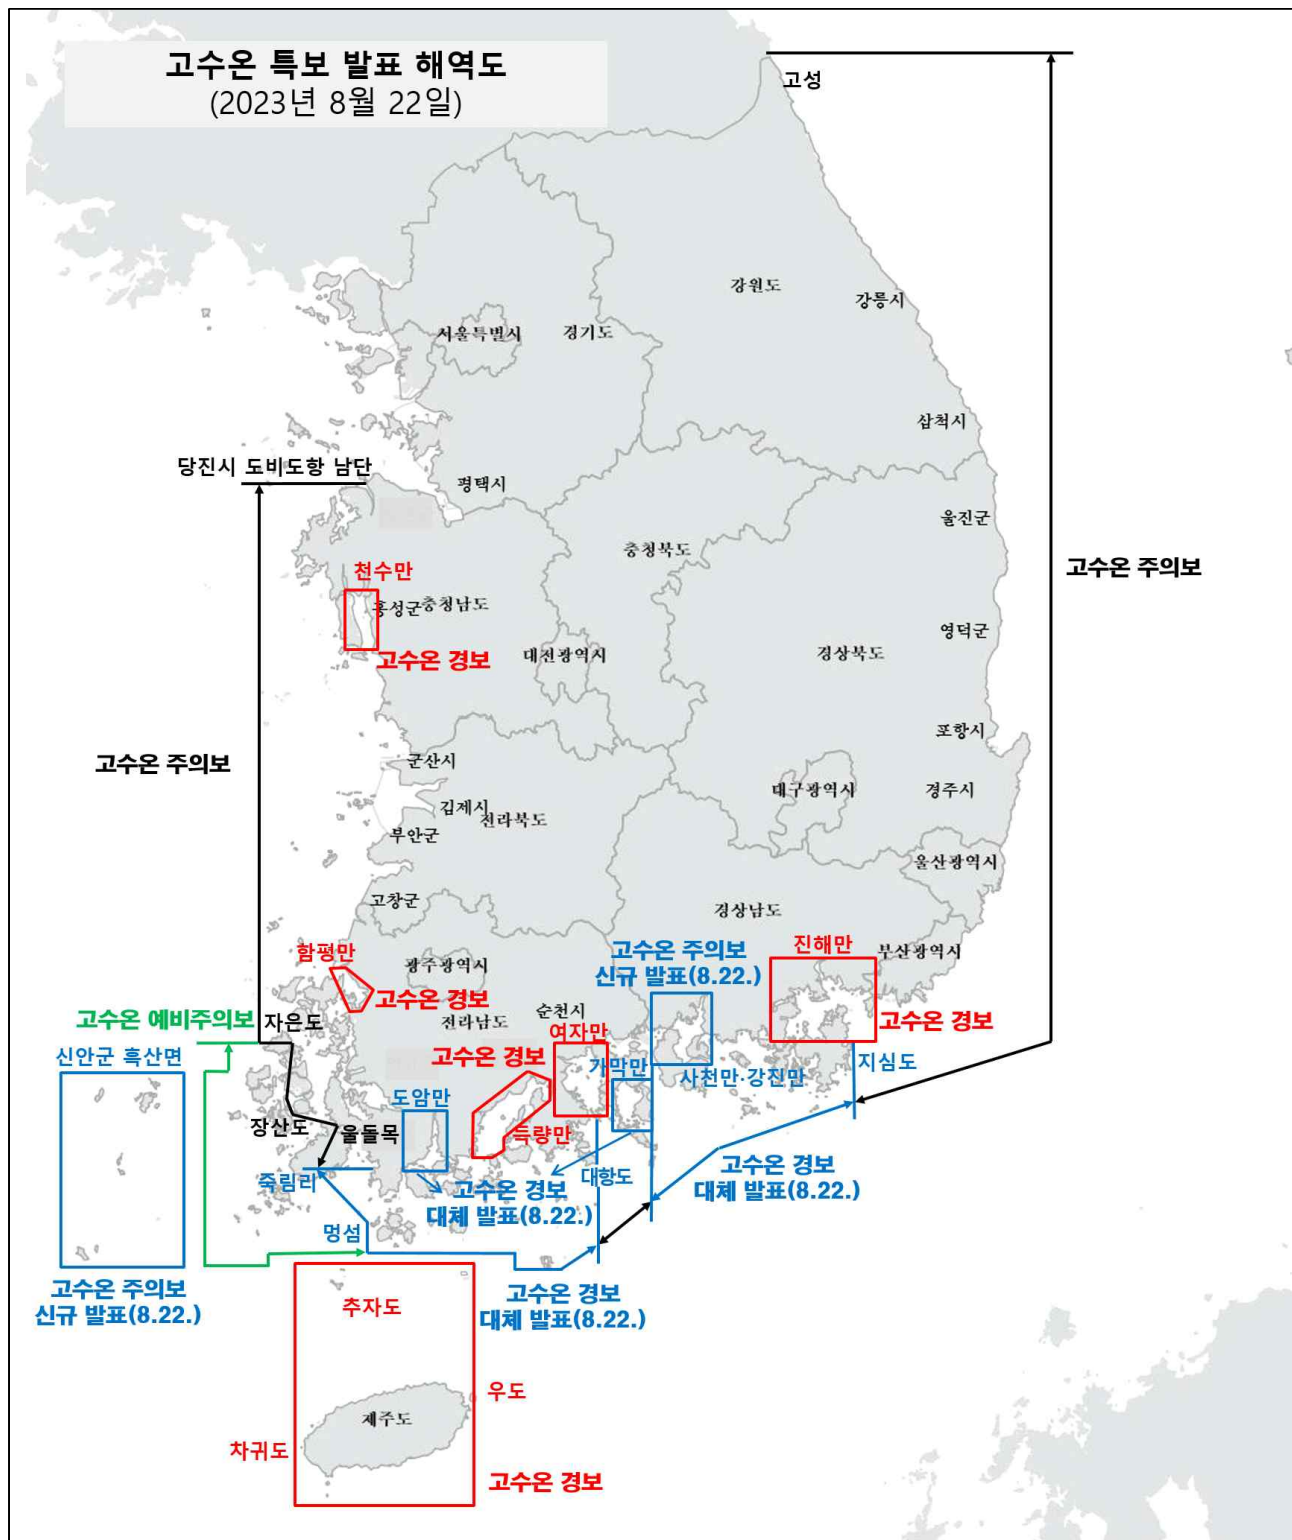 고수온 특보 발표 해역도
(2023년 8월 22일)
고성
강원도
강릉시
서울특별시
경기도
삼척시
당진시 도비도항 남단
평택시
울진군
충청북도
고수온 주의보
천수만
홍성군
충청남도
영덕군
대전광역시
경상북도
고수온 경보
포항시
고수온 주의보
군산시
대구광역시
경주시
김제시
전라북도
부안군
울산광역시
고창군
경상남도
함평만
고수온 주의보
신규 발표(8.22.)
진해만
부산광역시
광주광역시
고수온 경보
순천시
고수온 예비주의보
자은도
전라남도
여자만
고수온 경보
신안군 흑산면
고수온 경보
가막만
사천만·강진만
지심도
도암만
장산도
울돌목
득량만
죽림리
대항도
고수온 경보
대체 발표(8.22.)
고수온 경보
대체 발표(8.22.)
멍섬
고수온 주의보
신규 발표(8.22.)
고수온 경보
대체 발표(8.22.)
추자도
우도
제주도
차귀도
고수온 경보